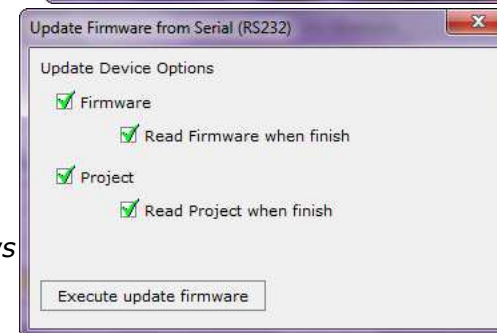 Update Firmware from Serial (RS232)
Update Device Options
Firmware
Read Firmware when finish
Project
Read Project when finish
Execute update firmware